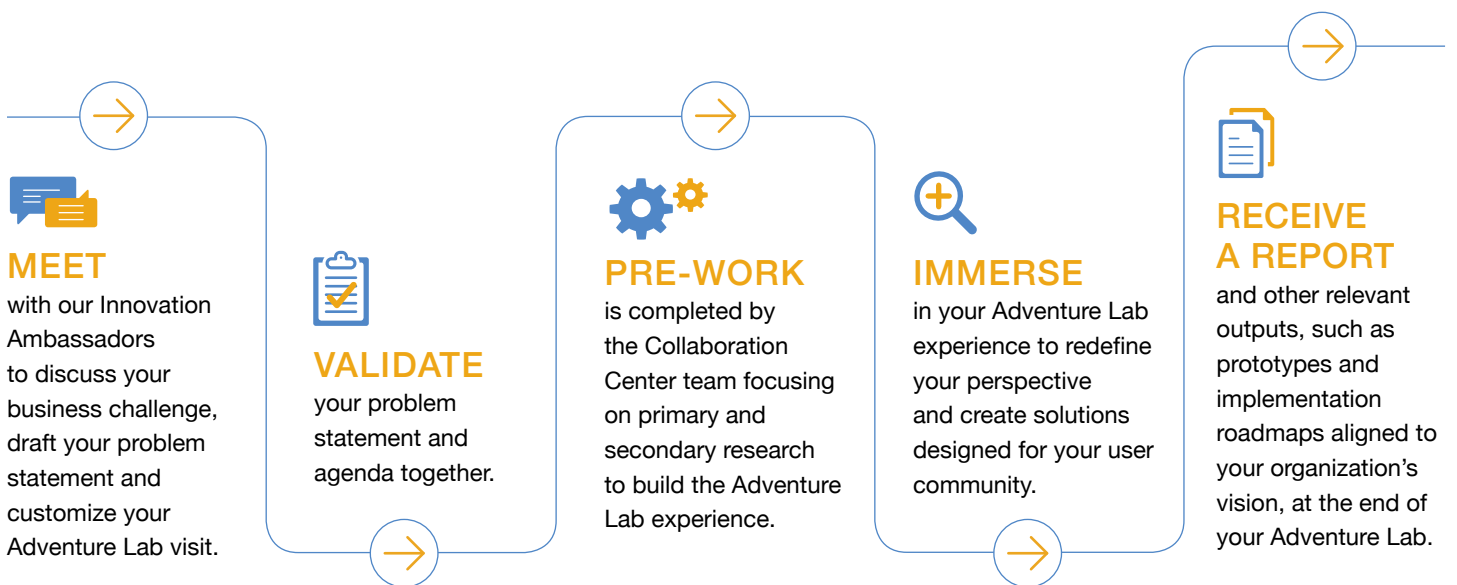 MEET
with our Innovation
Ambassadors
to discuss your
business challenge,
draft your problem
statement and
customize your
Adventure Lab visit.
VALIDATE
your problem
statement and
agenda together.
PRE-WORK
is completed by
the Collaboration
Center team focusing
on primary and
secondary research
to build the Adventure
Lab experience.
IMMERSE
in your Adventure Lab
experience to redefine
your perspective
and create solutions
designed for your user
community.
RECEIVE
A REPORT
and other relevant
outputs, such as
prototypes and
implementation
roadmaps aligned to
your organization’s
vision, at the end of
your Adventure Lab.